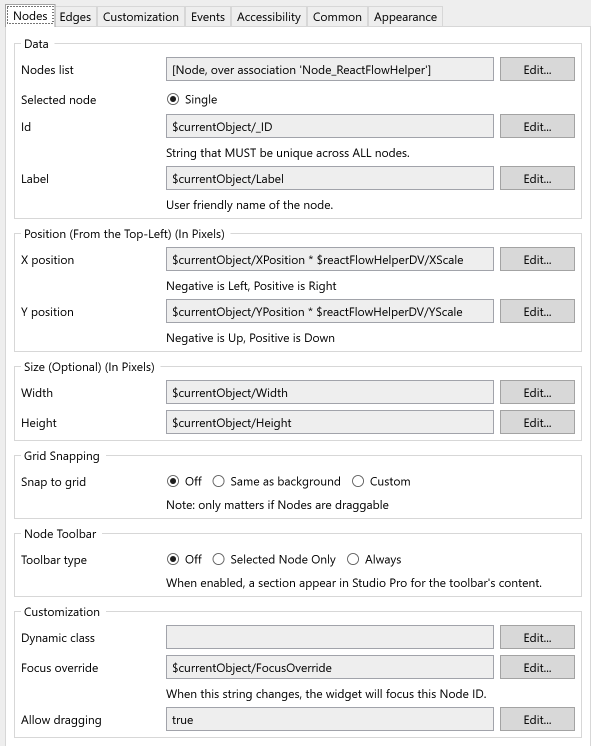 Nodes Edges Customization Events Accessibility Common Appearance
Data
Nodes list [Node, over association 'Node_ReactFlowHelper'] Edit...
Selected node Single
Id $currentObject/_ID Edit...
String that MUST be unique across ALL nodes.
Label $currentObject/Label Edit...
User friendly name of the node.
Position (From the Top-Left) (In Pixels)
X position $currentObject/XPosition * $reactFlowHelperDV/XScale Edit...
Negative is Left, Positive is Right
Y position $currentObject/YPosition * $reactFlowHelperDV/YScale Edit...
Negative is Up, Positive is Down
Size (Optional) (In Pixels)
Width $currentObject/Width Edit...
Height $currentObject/Height Edit...
Grid Snapping
Snap to grid Off Same as background Custom
Note: only matters if Nodes are draggable
Node Toolbar
Toolbar type Off Selected Node Only Always
When enabled, a section appear in Studio Pro for the toolbar's content.
Customization
Dynamic class Edit...
Focus override $currentObject/FocusOverride Edit...
When this string changes, the widget will focus this Node ID.
Allow dragging true Edit...